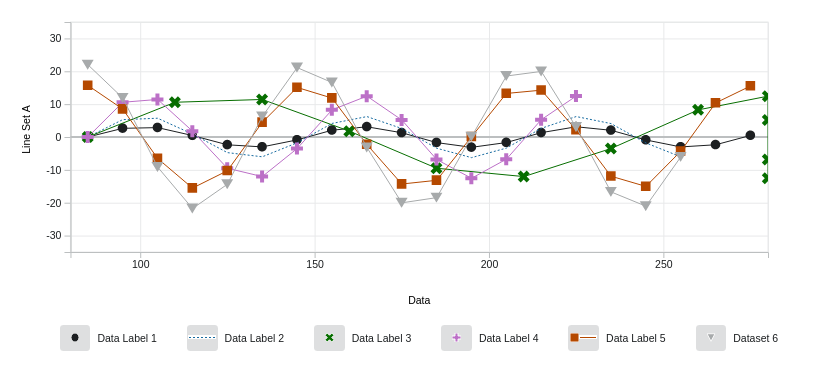 30
20
10
0
-10
-20
-30
Line Set A
100 150 200 250
Data
Data Label 1 Data Label 2 Data Label 3 Data Label 4 Data Label 5 Dataset 6